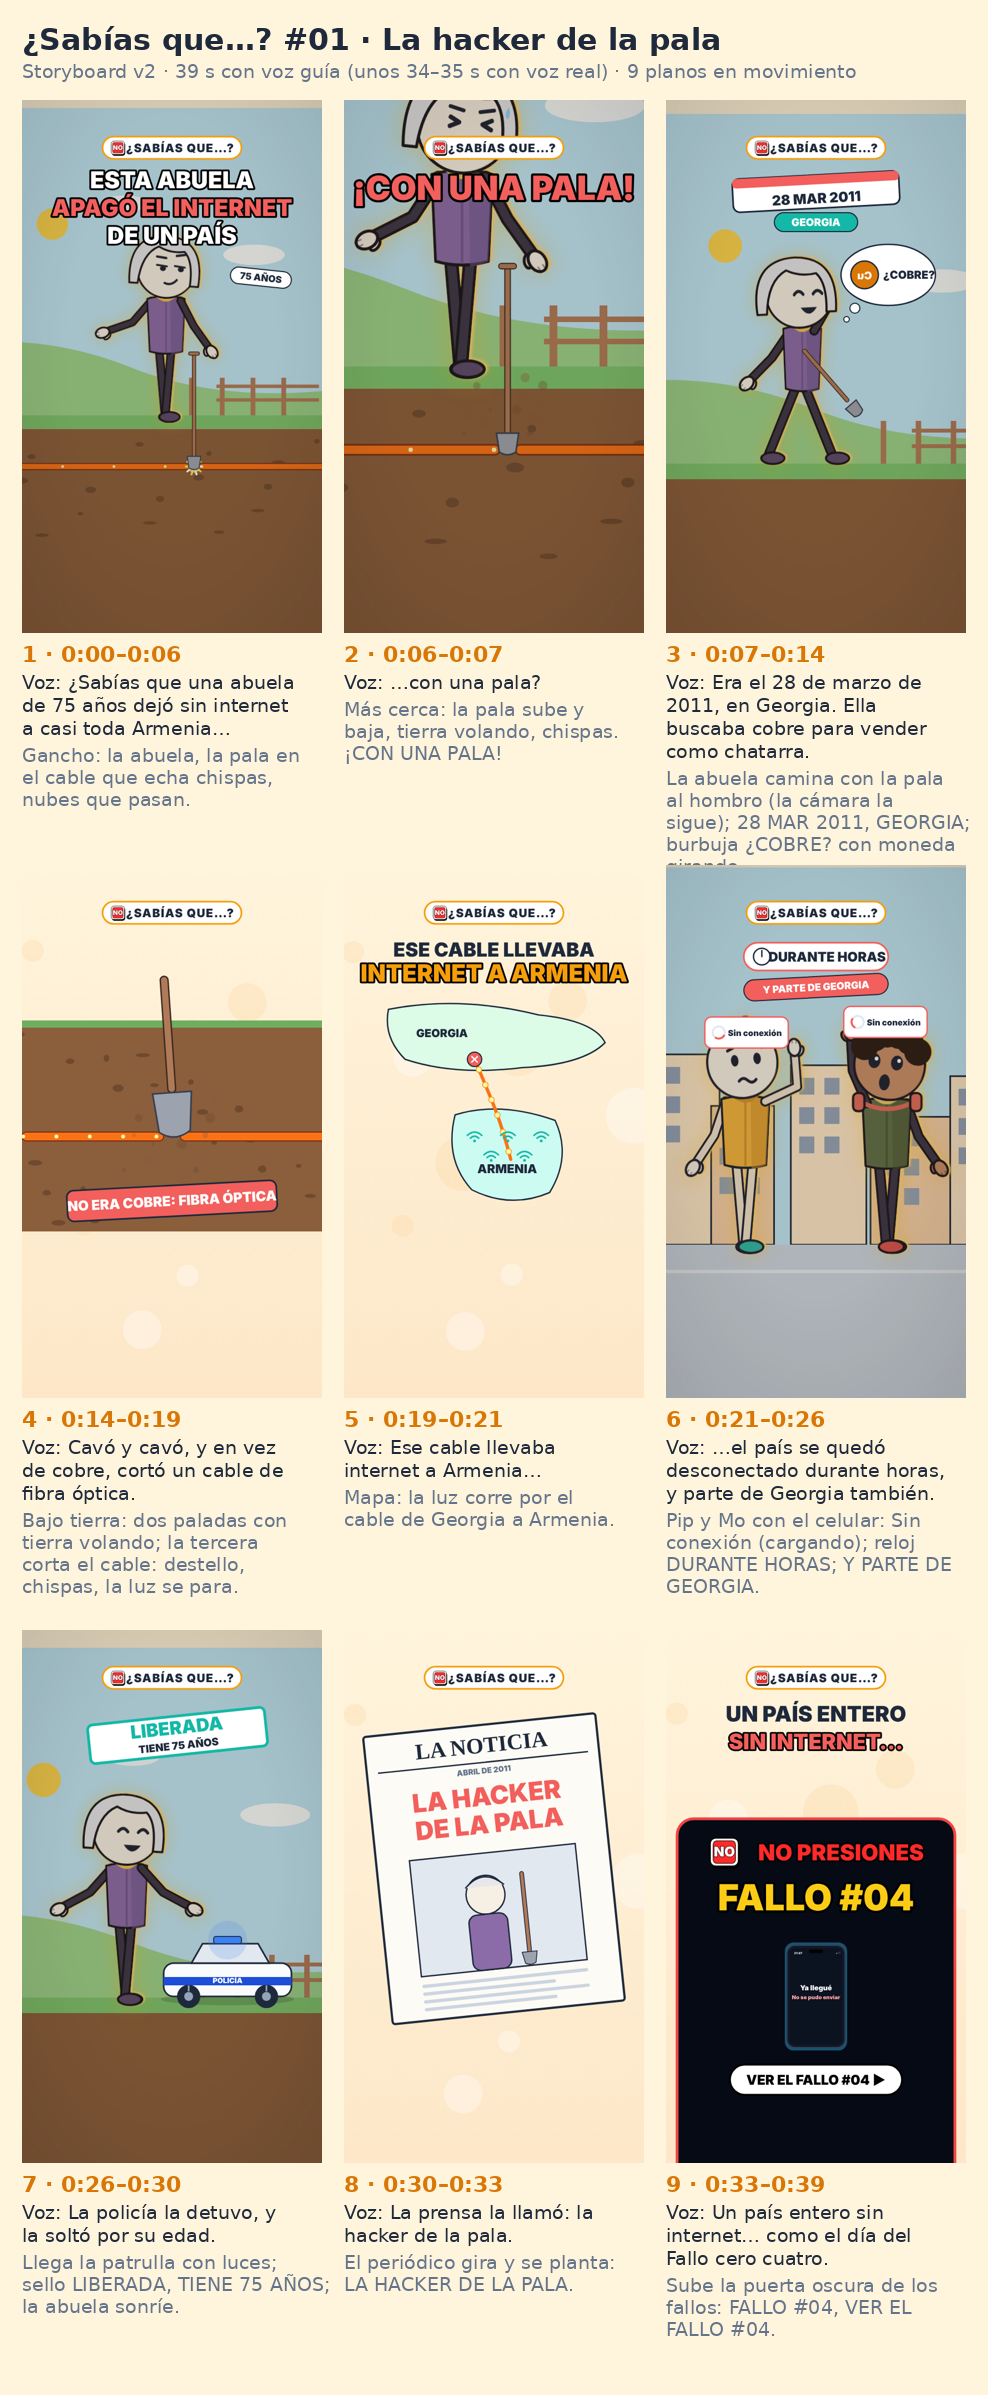 ¿Sabías que...? #01 · La hacker de la pala
Storyboard v2 · 39 s con voz guía (unos 34–35 s con voz real) · 9 planos en movimiento
NO ¿SABÍAS QUE...?
ESTA ABUELA
APAGÓ EL INTERNET
DE UN PAÍS
75 AÑOS
NO ¿SABÍAS QUE...?
¡CON UNA PALA!
NO ¿SABÍAS QUE...?
28 MAR 2011
GEORGIA
Cu ¿COBRE?
1 · 0:00–0:06
Voz: ¿Sabías que una abuela
de 75 años dejó sin internet
a casi toda Armenia...
Gancho: la abuela, la pala en
el cable que echa chispas,
nubes que pasan.
2 · 0:06–0:07
Voz: ...con una pala?
Más cerca: la pala sube y
baja, tierra volando, chispas.
¡CON UNA PALA!
3 · 0:07–0:14
Voz: Era el 28 de marzo de
2011, en Georgia. Ella
buscaba cobre para vender
como chatarra.
La abuela camina con la pala
al hombro (la cámara la
sigue); 28 MAR 2011, GEORGIA;
burbuja ¿COBRE? con moneda
NO ¿SABÍAS QUE...?
NO ERA COBRE: FIBRA ÓPTICA
NO ¿SABÍAS QUE...?
ESE CABLE LLEVABA
INTERNET A ARMENIA
GEORGIA
ARMENIA
NO ¿SABÍAS QUE...?
DURANTE HORAS
Y PARTE DE GEORGIA
Sin conexión
Sin conexión
4 · 0:14–0:19
Voz: Cavó y cavó, y en vez
de cobre, cortó un cable de
fibra óptica.
Bajo tierra: dos paladas con
tierra volando; la tercera
corta el cable: destello,
chispas, la luz se para.
5 · 0:19–0:21
Voz: Ese cable llevaba
internet a Armenia...
Mapa: la luz corre por el
cable de Georgia a Armenia.
6 · 0:21–0:26
Voz: ...el país se quedó
desconectado durante horas,
y parte de Georgia también.
Pip y Mo con el celular: Sin
conexión (cargando); reloj
DURANTE HORAS; Y PARTE DE
GEORGIA.
NO ¿SABÍAS QUE...?
LIBERADA
TIENE 75 AÑOS
POLICÍA
NO ¿SABÍAS QUE...?
LA NOTICIA
ABRIL DE 2011
LA HACKER
DE LA PALA
NO ¿SABÍAS QUE...?
UN PAÍS ENTERO
SIN INTERNET...
NO NO PRESIONES
FALLO #04
Ya llegué
No se pudo enviar
VER EL FALLO #04 ▶
7 · 0:26–0:30
Voz: La policía la detuvo, y
la soltó por su edad.
Llega la patrulla con luces;
sello LIBERADA, TIENE 75 AÑOS;
la abuela sonríe.
8 · 0:30–0:33
Voz: La prensa la llamó: la
hacker de la pala.
El periódico gira y se planta:
LA HACKER DE LA PALA.
9 · 0:33–0:39
Voz: Un país entero sin
internet... como el día del
Fallo cero cuatro.
Sube la puerta oscura de los
fallos: FALLO #04, VER EL
FALLO #04.